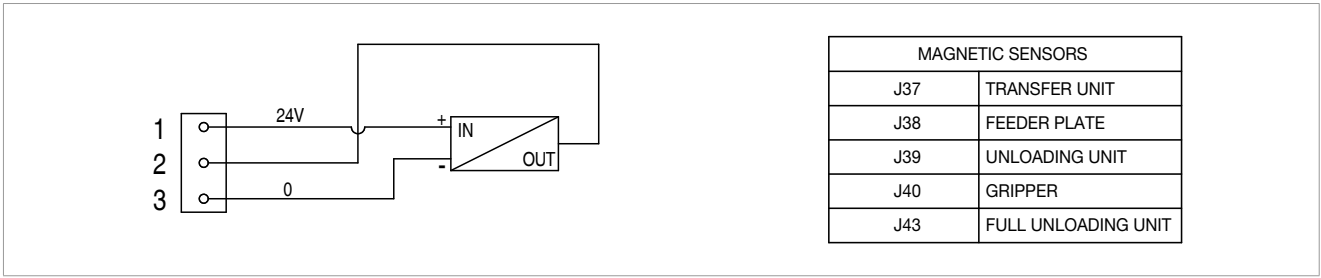 1
2
3
24V
0
+
-
IN
OUT
MAGNETIC SENSORS
J37 TRANSFER UNIT
J38 FEEDER PLATE
J39 UNLOADING UNIT
J40 GRIPPER
J43 FULL UNLOADING UNIT